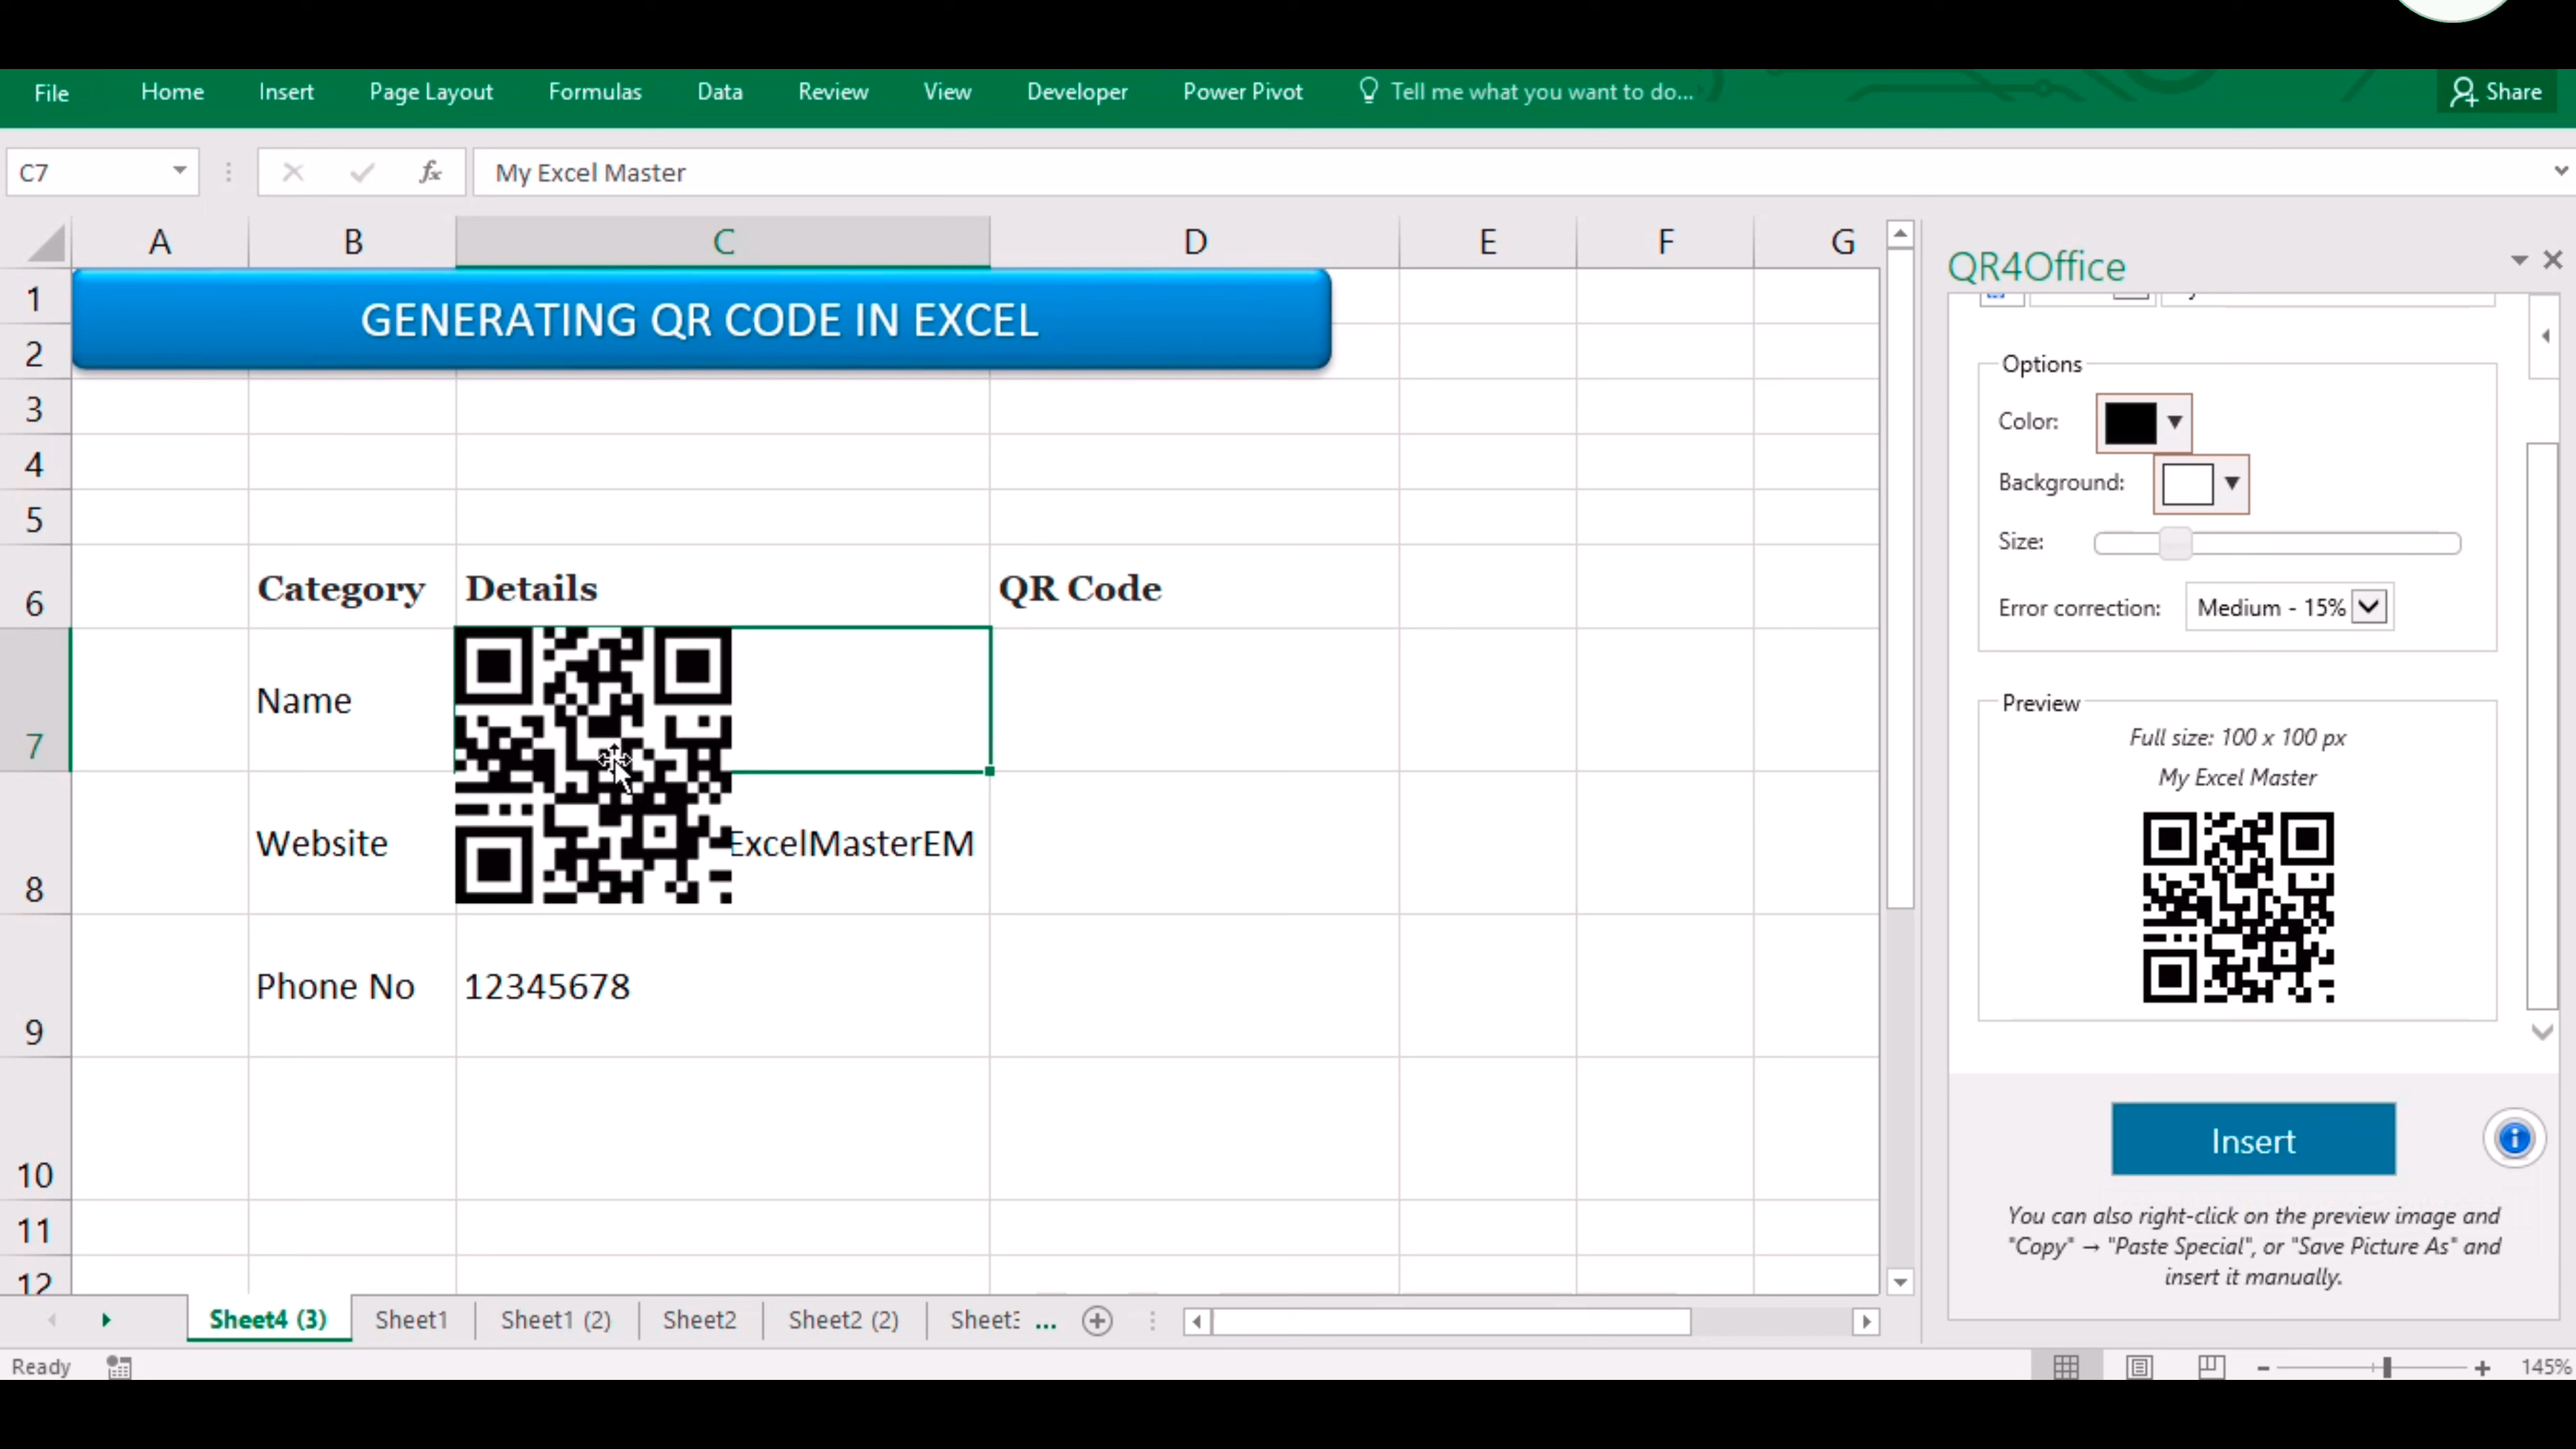 File Home Insert Page Layout Formulas Data Review View Developer Power Pivot Tell me what you want to do... Share
C7 fx My Excel Master
A B C D E F G
QR4Office
1
GENERATING QR CODE IN EXCEL
2
3
4
5
6 Category Details QR Code
7 Name
8 Website ExcelMasterEM
9 Phone No 12345678
10
11
12
Options
Color:
Background:
Size:
Error correction: Medium - 15%
Preview
Full size: 100 x 100 px
My Excel Master
Insert
You can also right-click on the preview image and
"Copy" → "Paste Special", or "Save Picture As" and
insert it manually.
Sheet4 (3) Sheet1 Sheet1 (2) Sheet2 Sheet2 (2) Sheet3 ...
Ready 145%